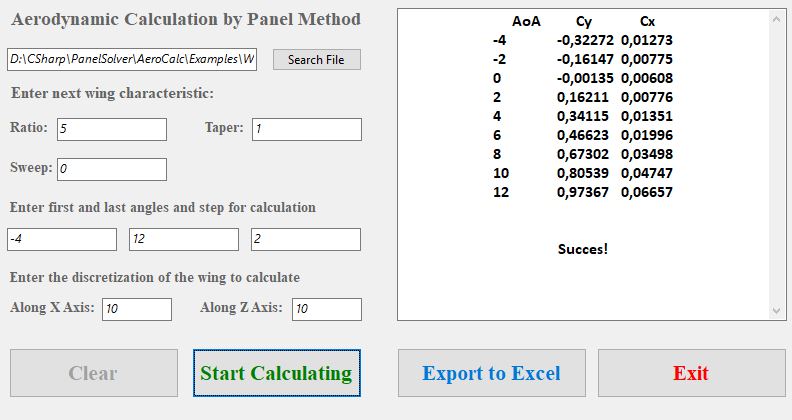 Aerodynamic Calculation by Panel Method
D:\CSharp\PanelSolver\AeroCalc\Examples\W
Search File
Enter next wing characteristic:
Ratio: 5
Taper: 1
Sweep: 0
Enter first and last angles and step for calculation
-4 12 2
Enter the discretization of the wing to calculate
Along X Axis: 10
Along Z Axis: 10
AoA Cy Cx
-4 -0,32272 0,01273
-2 -0,16147 0,00775
0 -0,00135 0,00608
2 0,16211 0,00776
4 0,34115 0,01351
6 0,46623 0,01996
8 0,67302 0,03498
10 0,80539 0,04747
12 0,97367 0,06657
Succes!
Clear
Start Calculating
Export to Excel
Exit